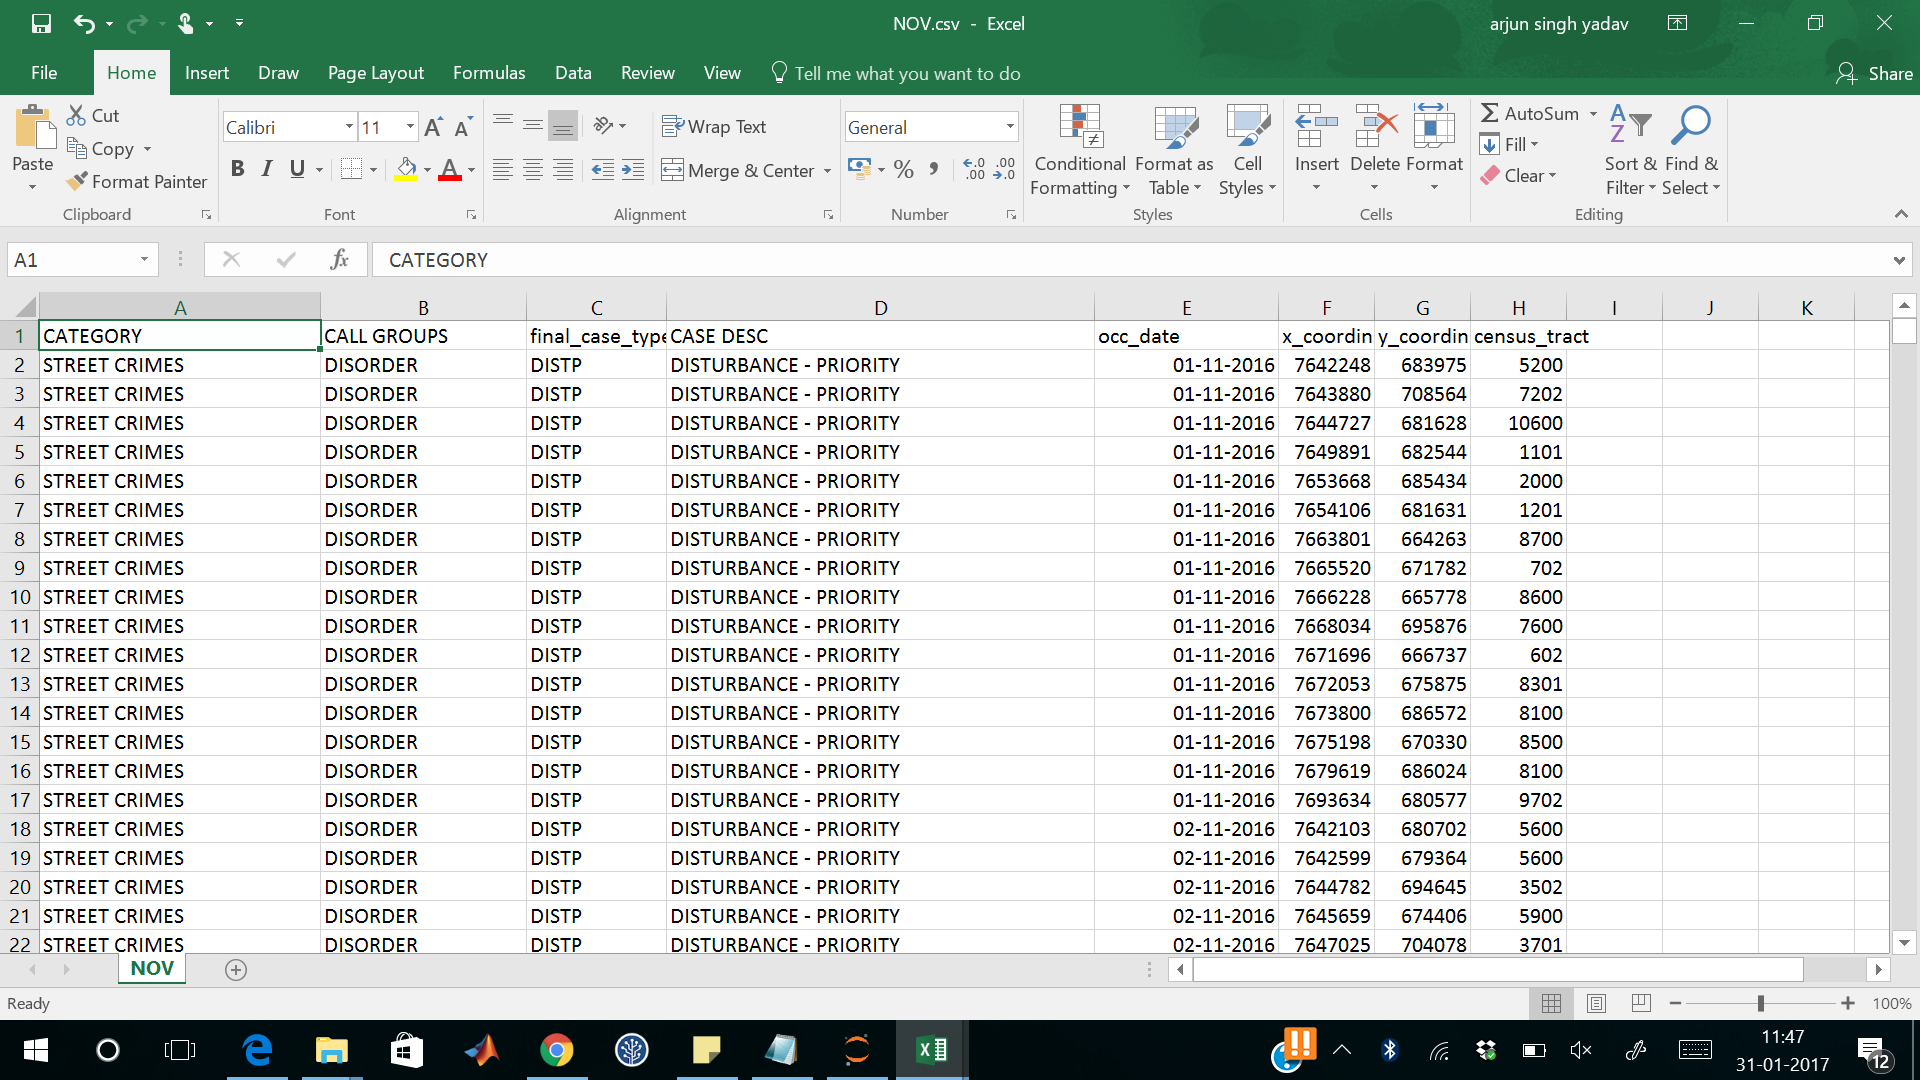 NOV.csv - Excel
arjun singh yadav
File Home Insert Draw Page Layout Formulas Data Review View Tell me what you want to do Share
Paste
Cut
Copy
Format Painter
Clipboard
Calibri 11
B I U
Font
Wrap Text
Merge & Center
Alignment
General
% , .00 .00
Number
Conditional Formatting
Format as Table
Cell Styles
Styles
Insert Delete Format
Cells
AutoSum
Fill
Clear
Sort & Filter
Find & Select
Editing
A1 fx CATEGORY
A B C D E F G H I J K
1 CATEGORY CALL GROUPS final_case_type CASE DESC occ_date x_coordin y_coordin census_tract
2 STREET CRIMES DISORDER DISTP DISTURBANCE - PRIORITY 01-11-2016 7642248 683975 5200
3 STREET CRIMES DISORDER DISTP DISTURBANCE - PRIORITY 01-11-2016 7643880 708564 7202
4 STREET CRIMES DISORDER DISTP DISTURBANCE - PRIORITY 01-11-2016 7644727 681628 10600
5 STREET CRIMES DISORDER DISTP DISTURBANCE - PRIORITY 01-11-2016 7649891 682544 1101
6 STREET CRIMES DISORDER DISTP DISTURBANCE - PRIORITY 01-11-2016 7653668 685434 2000
7 STREET CRIMES DISORDER DISTP DISTURBANCE - PRIORITY 01-11-2016 7654106 681631 1201
8 STREET CRIMES DISORDER DISTP DISTURBANCE - PRIORITY 01-11-2016 7663801 664263 8700
9 STREET CRIMES DISORDER DISTP DISTURBANCE - PRIORITY 01-11-2016 7665520 671782 702
10 STREET CRIMES DISORDER DISTP DISTURBANCE - PRIORITY 01-11-2016 7666228 665778 8600
11 STREET CRIMES DISORDER DISTP DISTURBANCE - PRIORITY 01-11-2016 7668034 695876 7600
12 STREET CRIMES DISORDER DISTP DISTURBANCE - PRIORITY 01-11-2016 7671696 666737 602
13 STREET CRIMES DISORDER DISTP DISTURBANCE - PRIORITY 01-11-2016 7672053 675875 8301
14 STREET CRIMES DISORDER DISTP DISTURBANCE - PRIORITY 01-11-2016 7673800 686572 8100
15 STREET CRIMES DISORDER DISTP DISTURBANCE - PRIORITY 01-11-2016 7675198 670330 8500
16 STREET CRIMES DISORDER DISTP DISTURBANCE - PRIORITY 01-11-2016 7679619 686024 8100
17 STREET CRIMES DISORDER DISTP DISTURBANCE - PRIORITY 01-11-2016 7693634 680577 9702
18 STREET CRIMES DISORDER DISTP DISTURBANCE - PRIORITY 02-11-2016 7642103 680702 5600
19 STREET CRIMES DISORDER DISTP DISTURBANCE - PRIORITY 02-11-2016 7642599 679364 5600
20 STREET CRIMES DISORDER DISTP DISTURBANCE - PRIORITY 02-11-2016 7644782 694645 3502
21 STREET CRIMES DISORDER DISTP DISTURBANCE - PRIORITY 02-11-2016 7645659 674406 5900
22 STREET CRIMES DISORDER DISTP DISTURBANCE - PRIORITY 02-11-2016 7647025 704078 3701
NOV
Ready
100%
11:47
31-01-2017
12